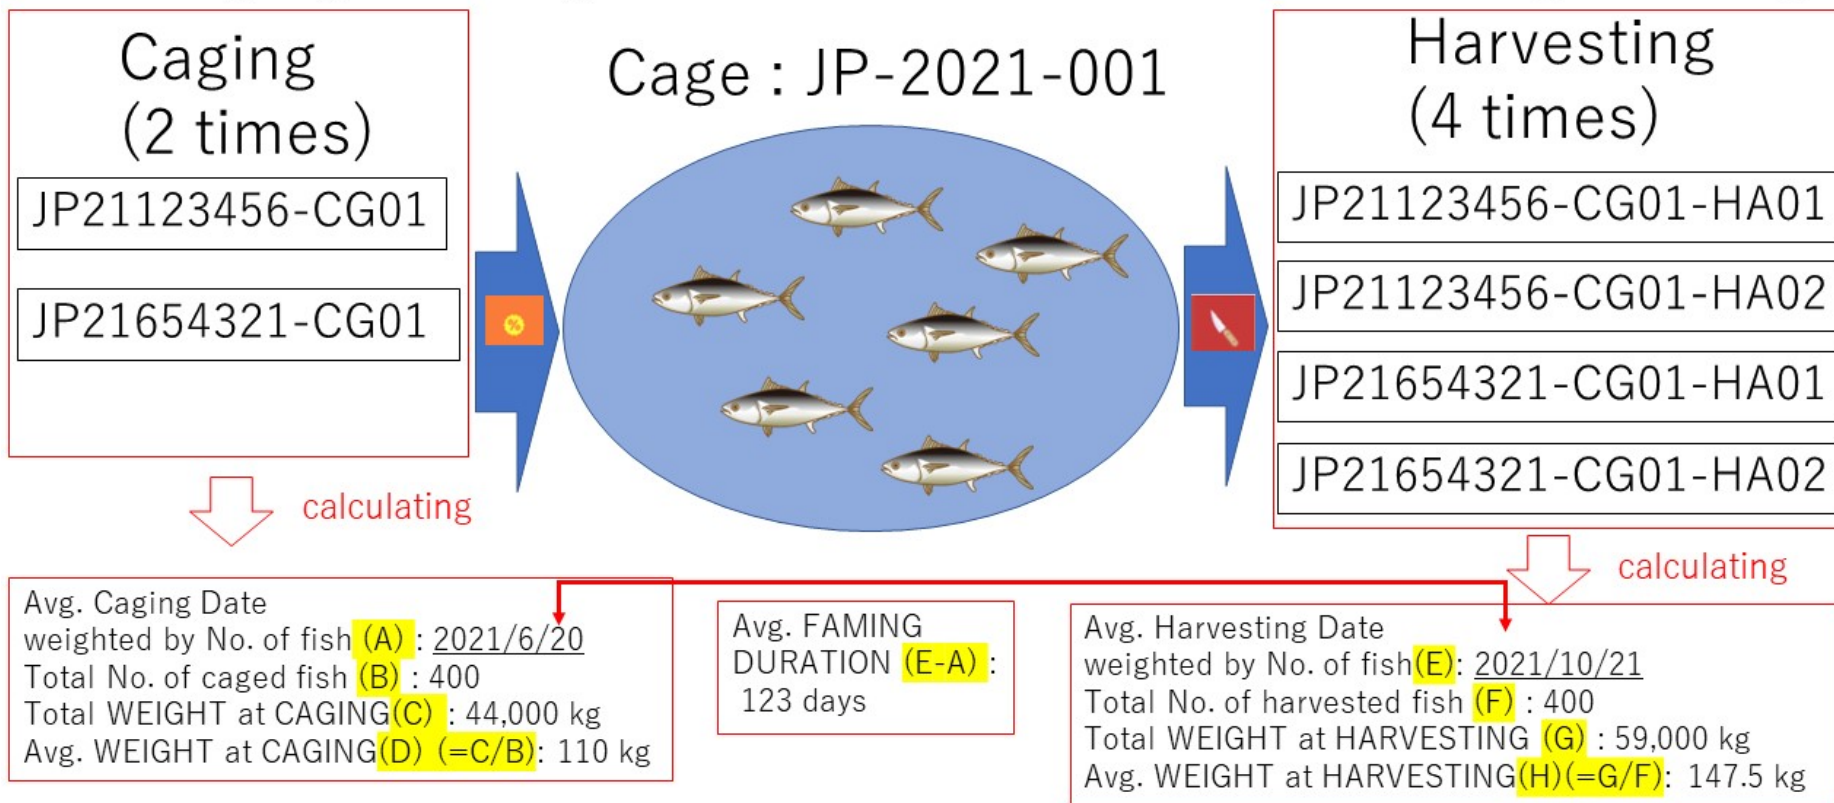 Caging
(2 times)
JP21123456-CG01
JP21654321-CG01
calculating
Cage : JP-2021-001
%
Harvesting
(4 times)
JP21123456-CG01-HA01
JP21123456-CG01-HA02
JP21654321-CG01-HA01
JP21654321-CG01-HA02
calculating
Avg. Caging Date
weighted by No. of fish (A) : 2021/6/20
Total No. of caged fish (B) : 400
Total WEIGHT at CAGING(C) : 44,000 kg
Avg. WEIGHT at CAGING(D) (=C/B): 110 kg
Avg. FAMING
DURATION (E-A) :
123 days
Avg. Harvesting Date
weighted by No. of fish(E): 2021/10/21
Total No. of harvested fish (F) : 400
Total WEIGHT at HARVESTING (G) : 59,000 kg
Avg. WEIGHT at HARVESTING(H)(=G/F): 147.5 kg